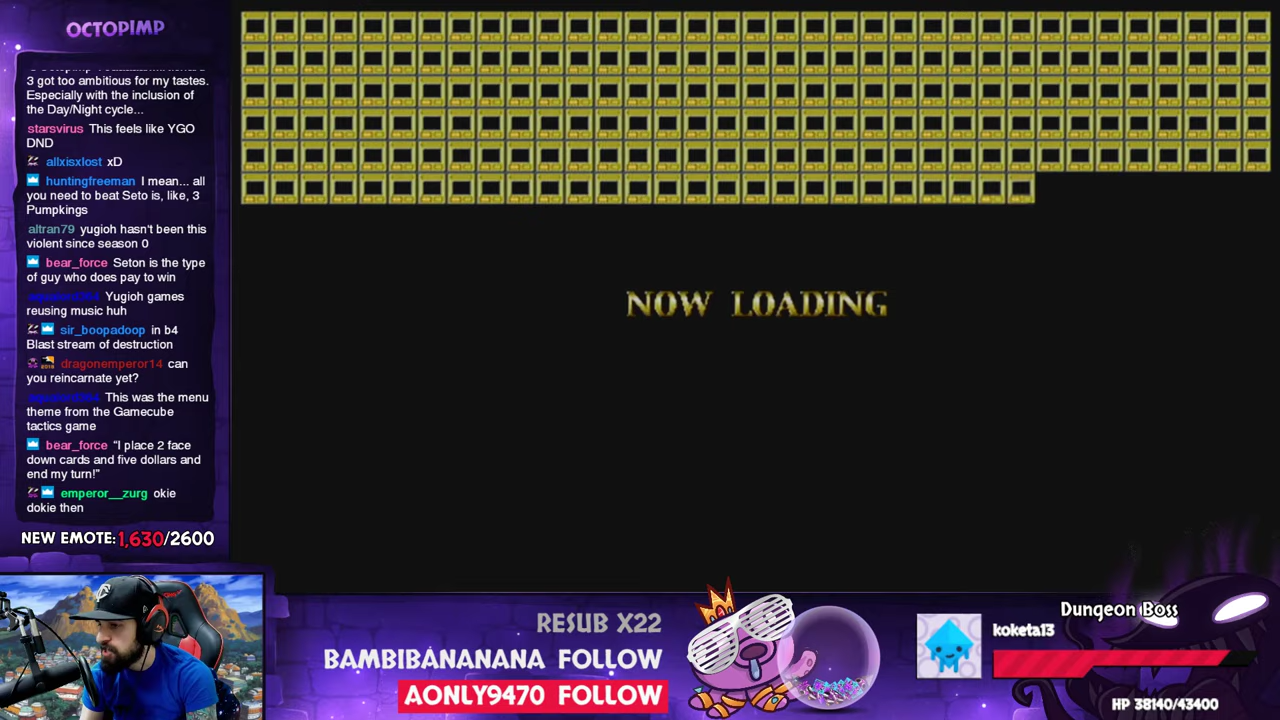 OCTOPIMP
3 got too ambitious for my tastes.
Especially with the inclusion of
the Day/Night cycle...
starsvirus This feels like YGO
DND
allxisxlost xD
huntingfreeman I mean... all
you need to beat Seto is, like, 3
Pumpkings
altran79 yugioh hasn't been this
violent since season 0
bear_force Seton is the type
of guy who does pay to win
Yugioh games
reusing music huh
sir_boopadoop in b4
Blast stream of destruction
dragonemperor14 can
you reincarnate yet?
This was the menu
theme from the Gamecube
tactics game
bear_force “I place 2 face
down cards and five dollars and
end my turn!”
emperor__zurg okie
dokie then
NEW EMOTE: 1,630/2600
NOW LOADING
RESUB X22
BAMBIBANANANA FOLLOW
AONLY9470 FOLLOW
Dungeon Boss
koketa13
HP 38140/43400